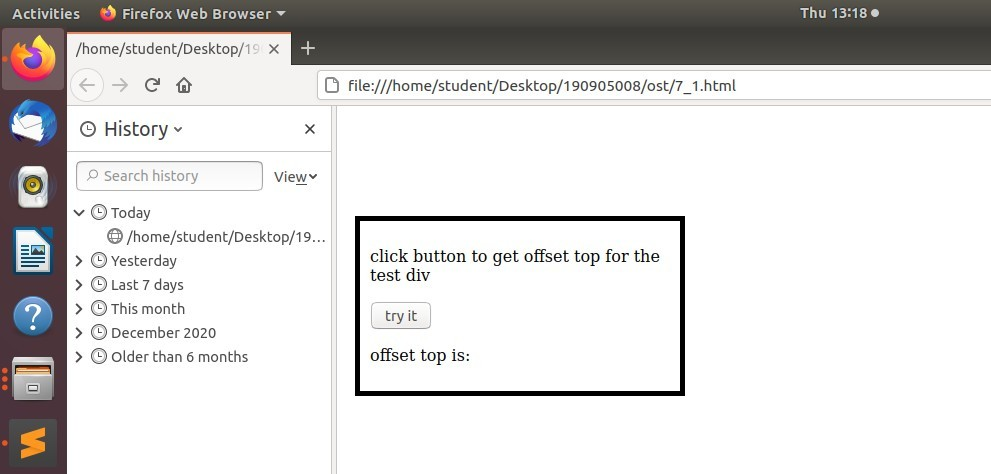 Activities Firefox Web Browser Thu 13:18
/home/student/Desktop/19
file:///home/student/Desktop/190905008/ost/7_1.html
History
Search history View
Today
/home/student/Desktop/19...
Yesterday
Last 7 days
This month
December 2020
Older than 6 months
click button to get offset top for the
test div
try it
offset top is: